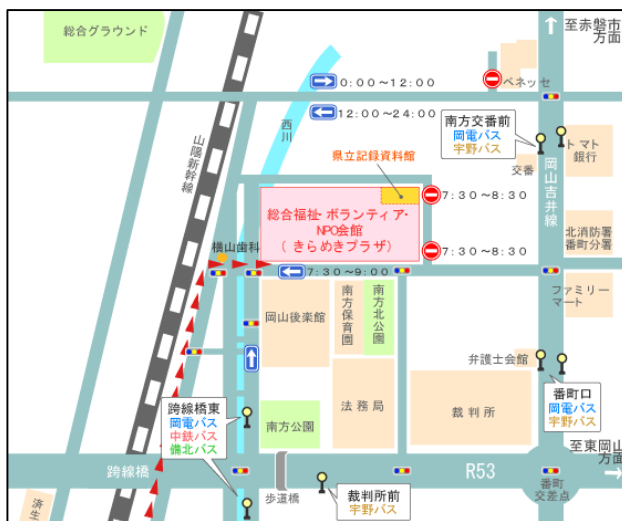 総合グラウンド
至赤磐市
方面
ベネッセ
0:00～12:00
12:00～24:00
西川
山陽新幹線
南方交番前
岡電バス
宇野バス
交番
トマト
銀行
岡山吉井線
県立記録資料館
7:30～8:30
総合福祉・ボランティア・
NPO会館
（ きらめきプラザ ）
7:30～8:30
北消防署
番町分署
横山歯科
7:30～9:00
ファミリー
マート
岡山後楽館
南方保育園
南方北公園
弁護士会館
番町口
岡電バス
宇野バス
跨線橋東
岡電バス
中鉄バス
備北バス
南方公園
法務局
裁判所
至東岡山
方面
跨線橋
R53
番町
交差点
歩道橋
裁判所前
宇野バス
済生